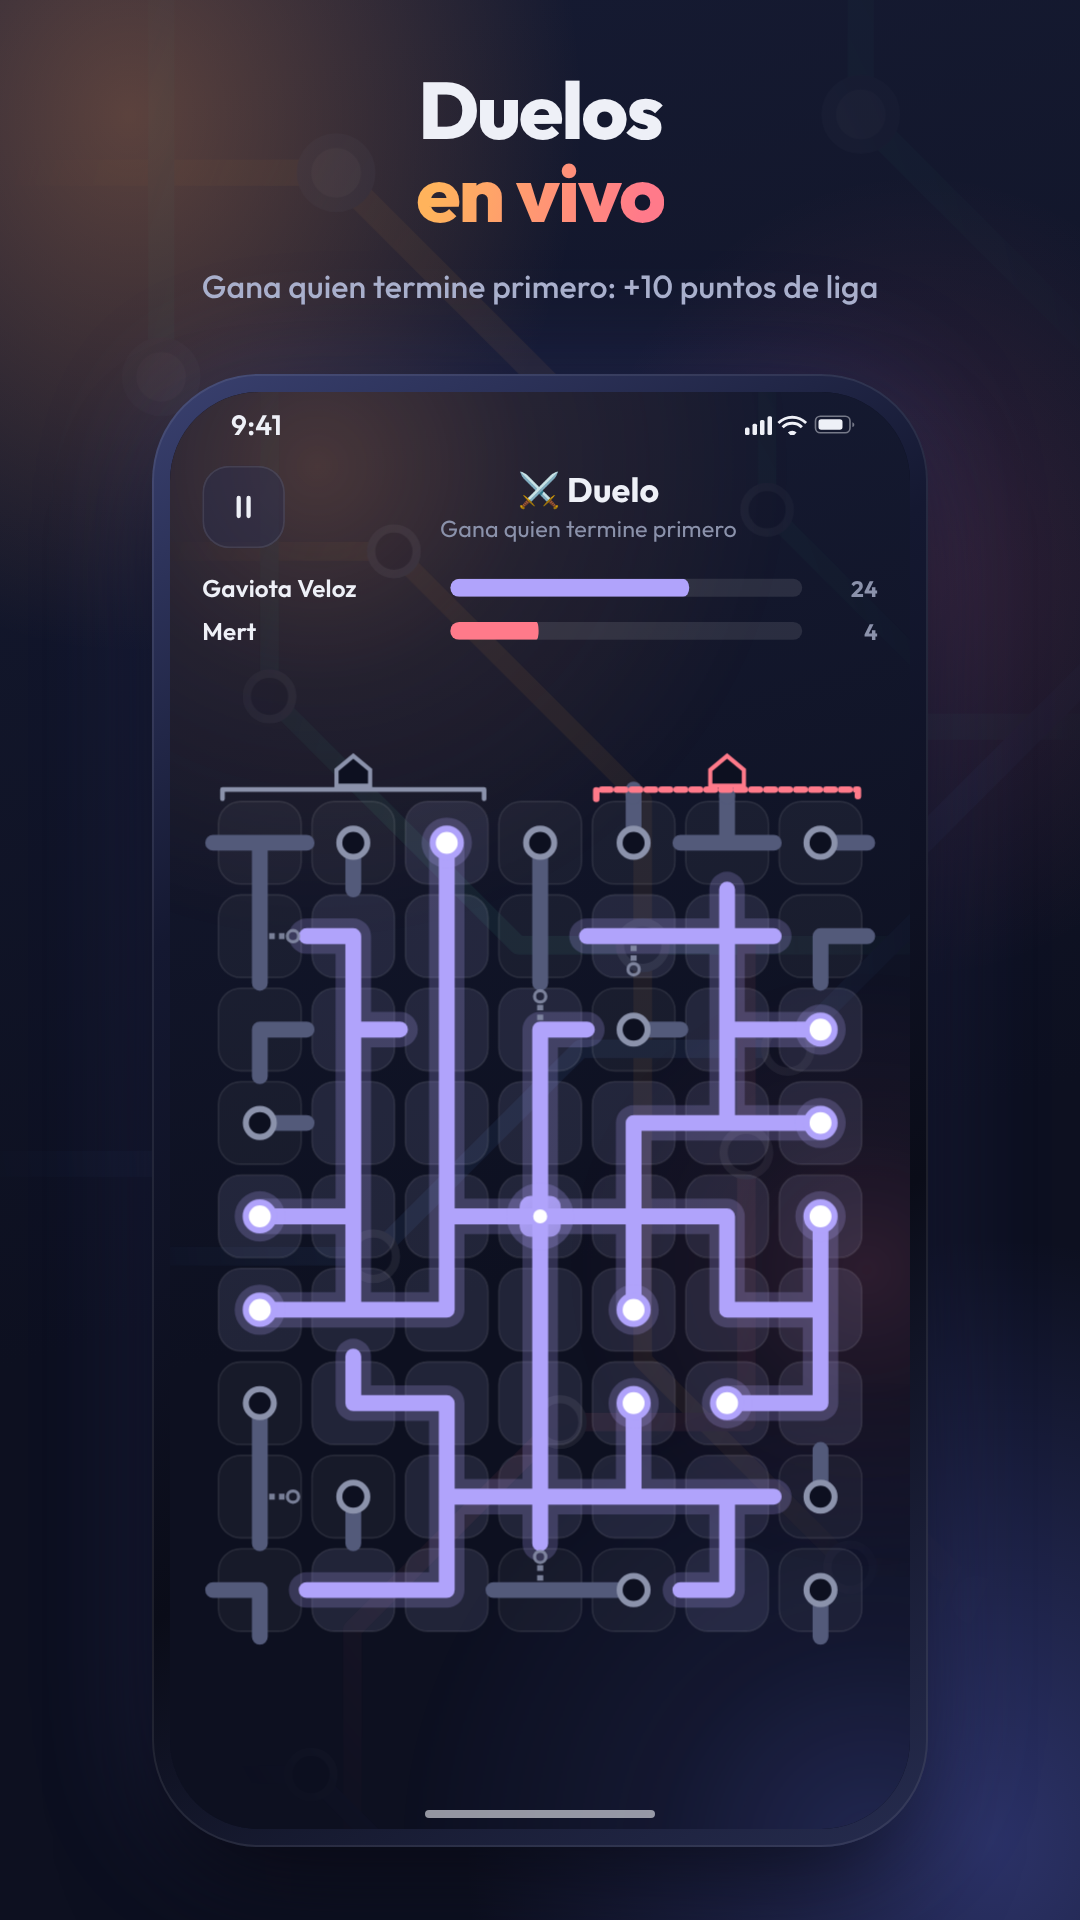 Duelos
en vivo
Gana quien termine primero: +10 puntos de liga
9:41
⚔️ Duelo
Gana quien termine primero
Gaviota Veloz 24
Mert 4